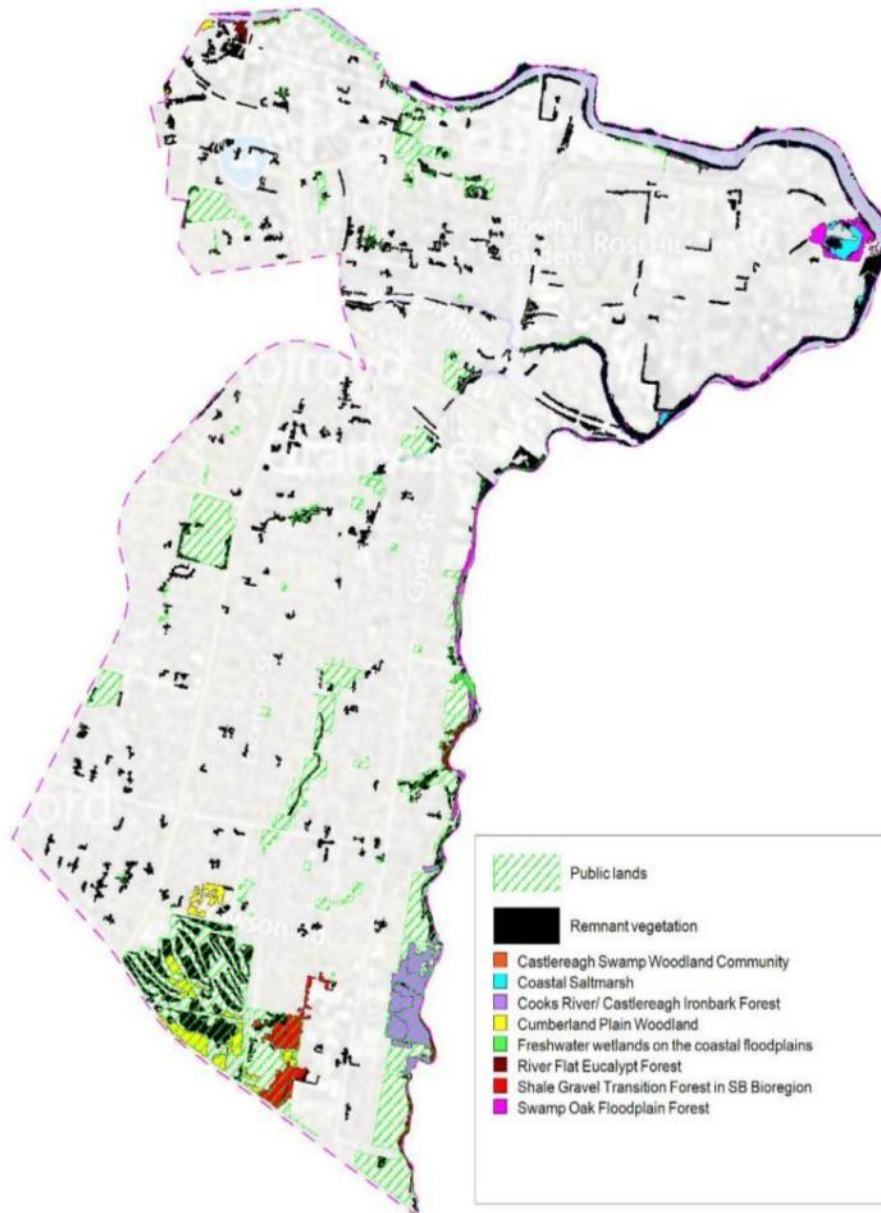 Rosehill
Gardens
Rosehill
Clyde St
Public lands
Remnant vegetation
Castlereagh Swamp Woodland Community
Coastal Saltmarsh
Cooks River/ Castlereagh Ironbark Forest
Cumberland Plain Woodland
Freshwater wetlands on the coastal floodplains
River Flat Eucalypt Forest
Shale Gravel Transition Forest in SB Bioregion
Swamp Oak Floodplain Forest